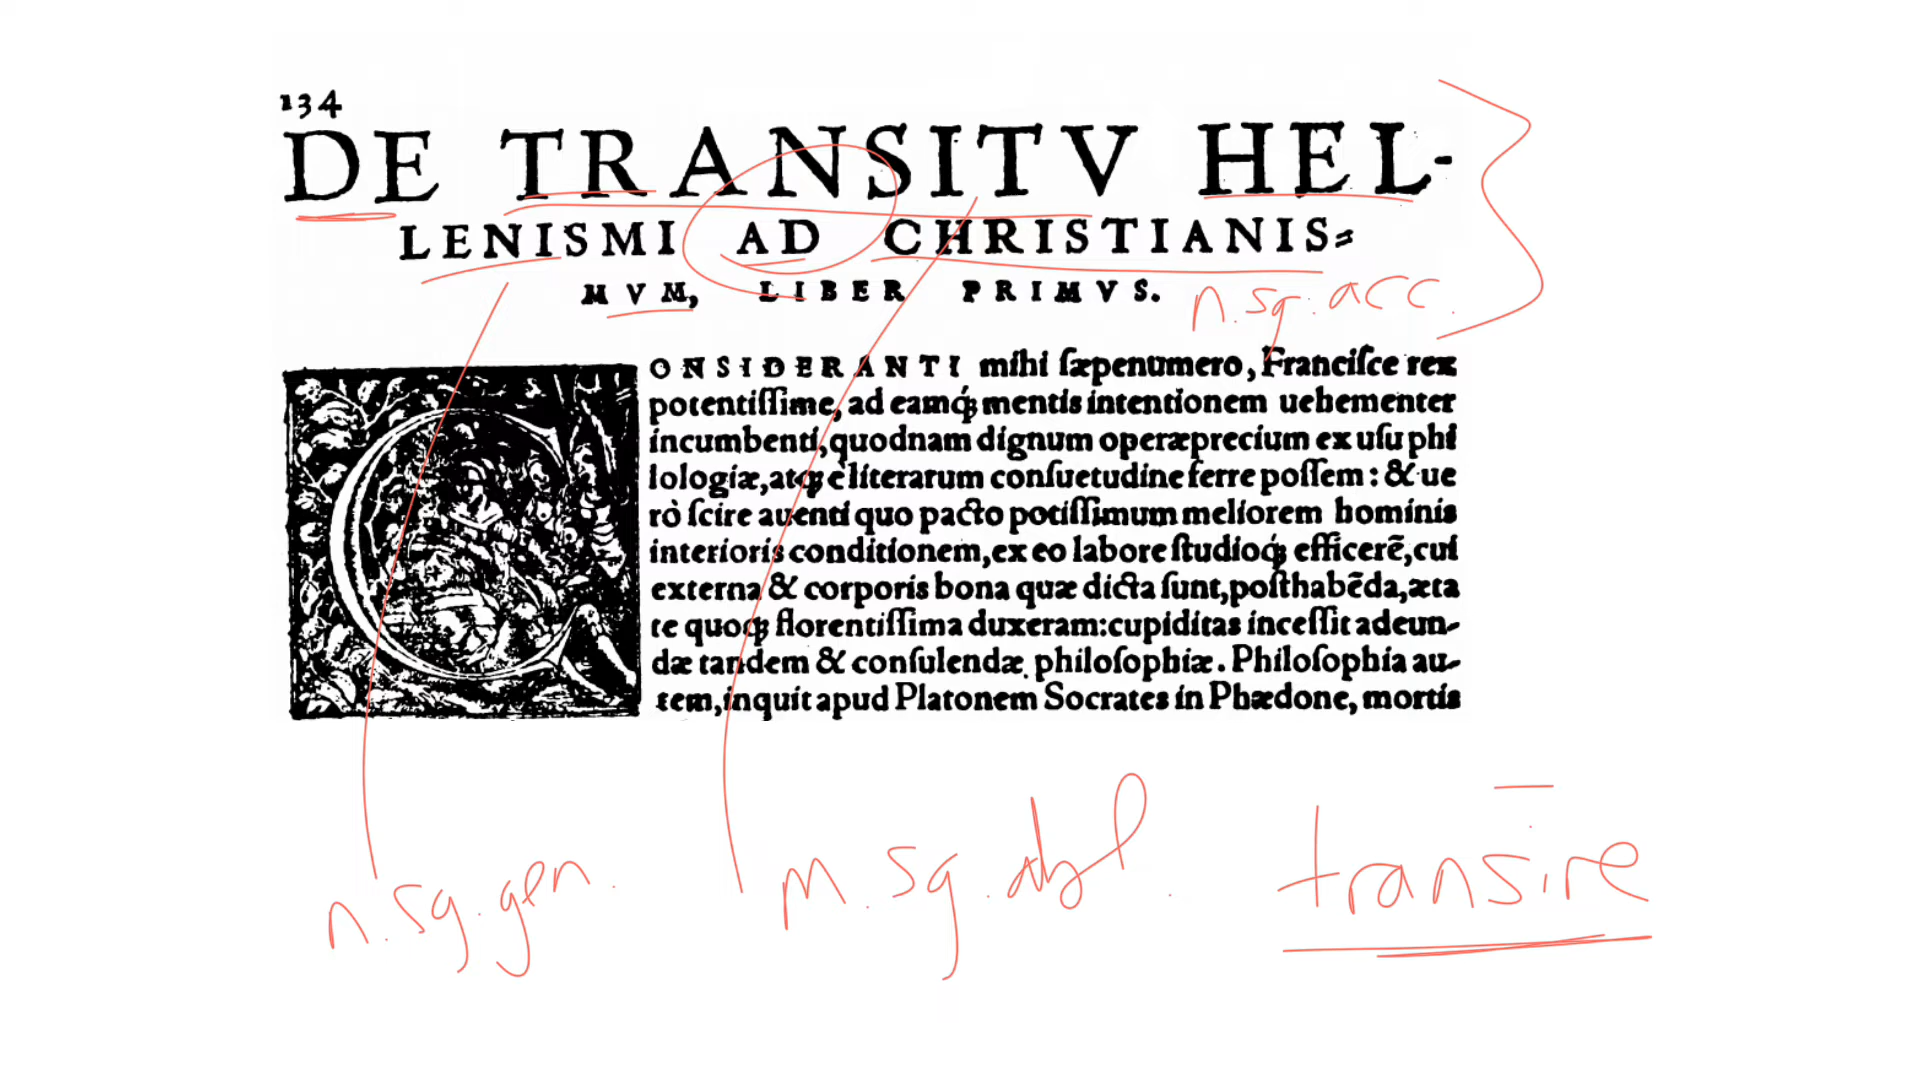 134
DE TRANSITV HEL-
LENISMI AD CHRISTIANIS=
MVM, LIBER PRIMVS.
n.sg.acc.
CONSIDERANTI mihi sæpenumero, Franciſce rex
potentiſſime, ad eamq́; mentis intentionem uehementer
incumbenti, quodnam dignum operæprecium ex uſu phi
lologiæ, atq; è literarum conſuetudine ferre poſſem: & ue
rò ſcire auenti quo pacto potiſſimum meliorem hominis
interioris conditionem, ex eo labore ſtudioq́; efficerē, cui
externa & corporis bona quæ dicta ſunt, poſthabēda, æta
te quoq; florentiſſima duxeram: cupiditas inceſſit adeun-
dæ tandem & conſulendæ philoſophiæ. Philoſophia au-
tem, inquit apud Platonem Socrates in Phædone, mortis
n.sg.gen.
m.sg.abl.
transire